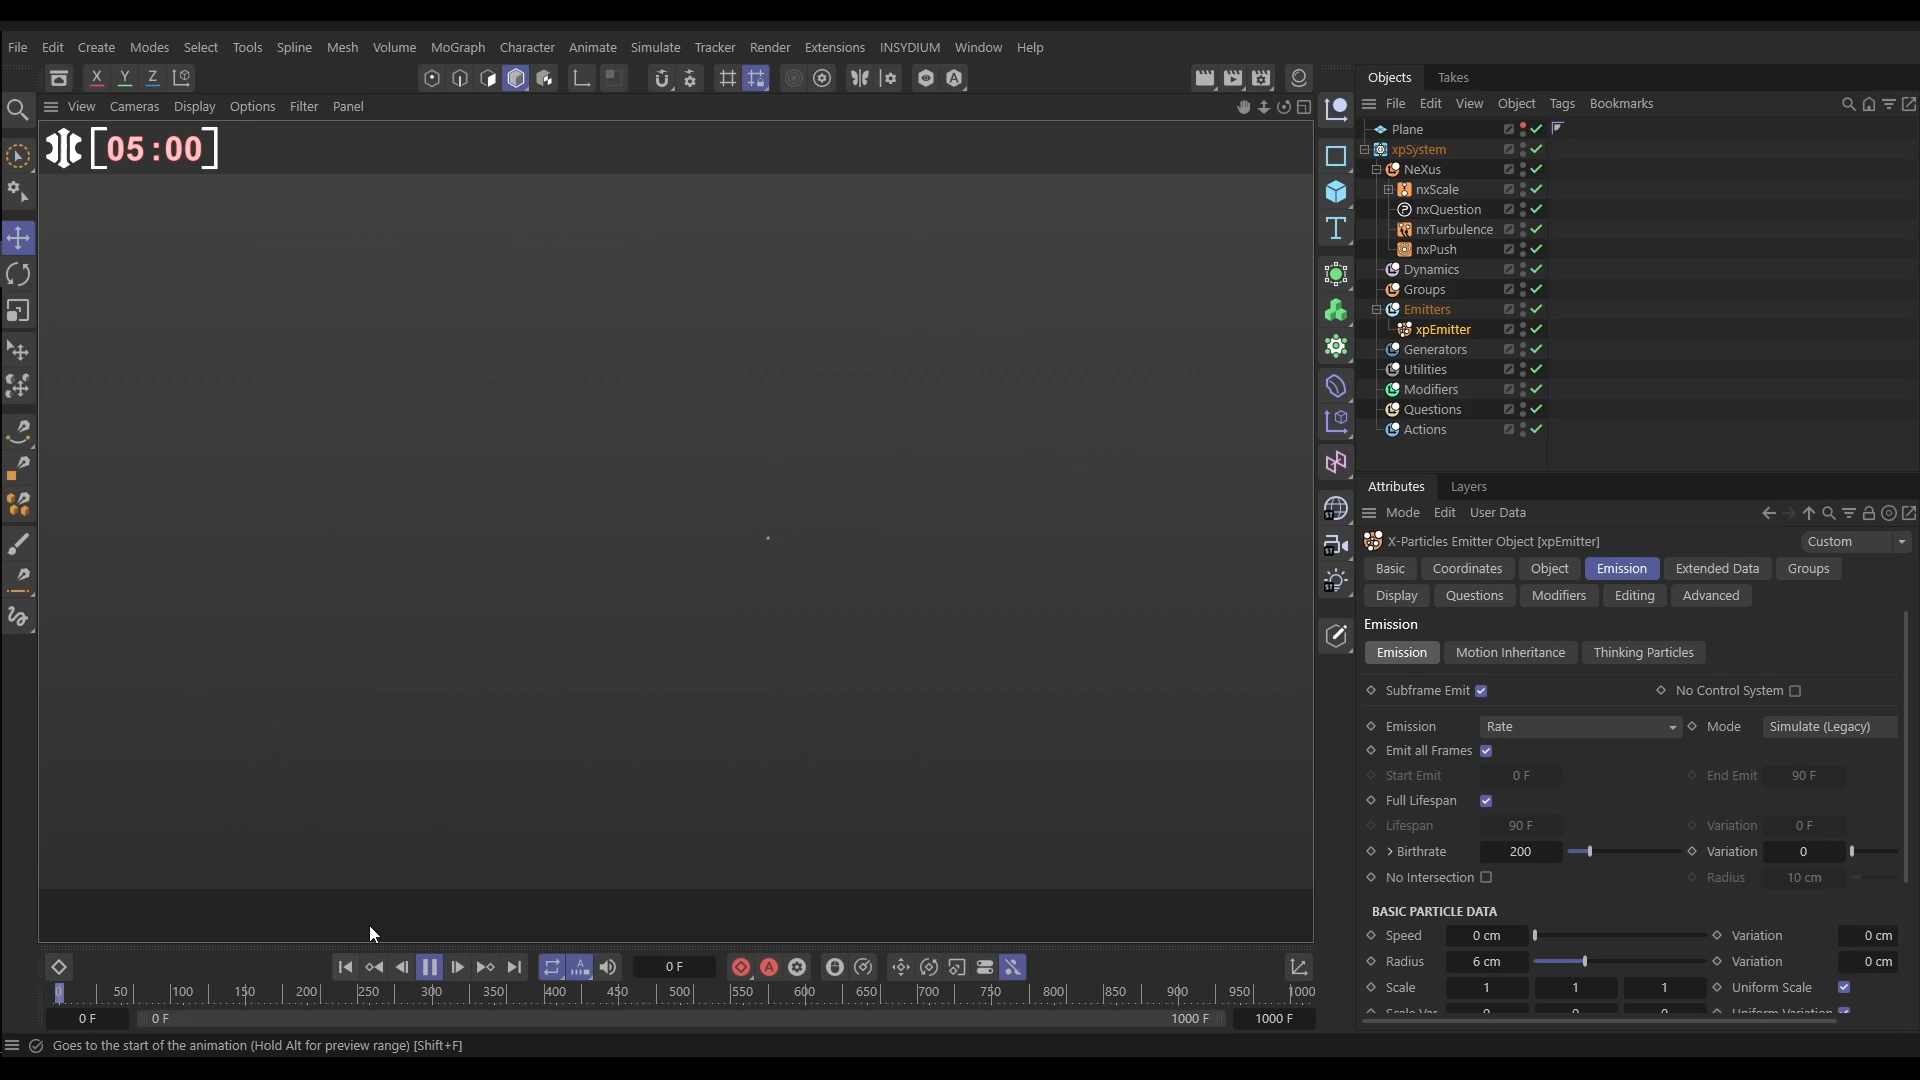 File Edit Create Modes Select Tools Spline Mesh Volume MoGraph Character Animate Simulate Tracker Render Extensions INSYDIUM Window Help
X Y Z
View Cameras Display Options Filter Panel
[05:00]
Objects Takes
File Edit View Object Tags Bookmarks
Plane
xpSystem
NeXus
nxScale
nxQuestion
nxTurbulence
nxPush
Dynamics
Groups
Emitters
xpEmitter
Generators
Utilities
Modifiers
Questions
Actions
Attributes Layers
Mode Edit User Data
X-Particles Emitter Object [xpEmitter] Custom
Basic Coordinates Object Emission Extended Data Groups
Display Questions Modifiers Editing Advanced
Emission
Emission Motion Inheritance Thinking Particles
Subframe Emit No Control System
Emission Rate Mode Simulate (Legacy)
Emit all Frames
Start Emit 0 F End Emit 90 F
Full Lifespan
Lifespan 90 F Variation 0 F
> Birthrate 200 Variation 0
No Intersection Radius 10 cm
BASIC PARTICLE DATA
Speed 0 cm Variation 0 cm
Radius 6 cm Variation 0 cm
Scale 1 1 1 Uniform Scale
0 F
0 50 100 150 200 250 300 350 400 450 500 550 600 650 700 750 800 850 900 950 1000
0 F 0 F 1000 F 1000 F
Goes to the start of the animation (Hold Alt for preview range) [Shift+F]